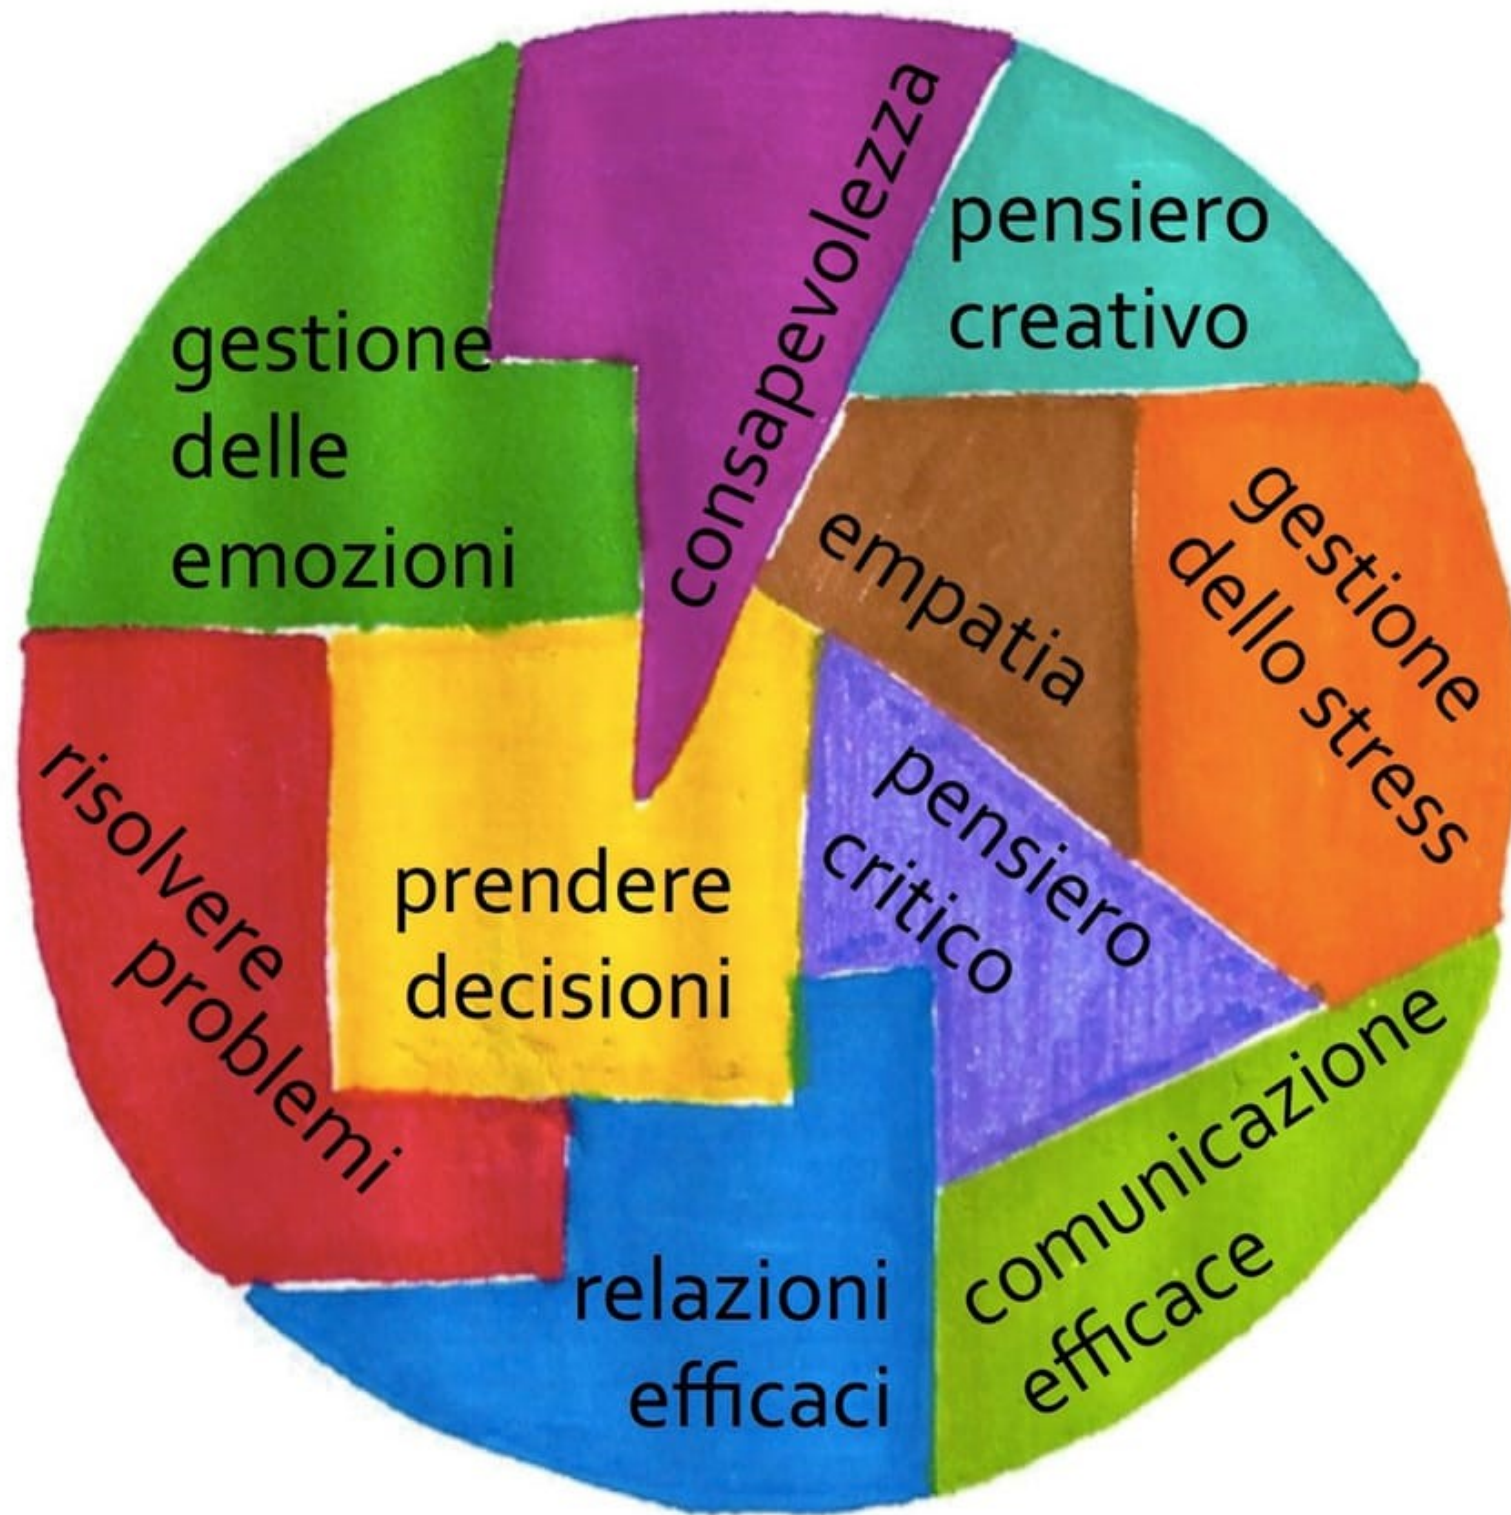 consapevolezza
pensiero
creativo
gestione
delle
emozioni
empatia
gestione
dello stress
risolvere
problemi
prendere
decisioni
pensiero
critico
comunicazione
efficace
relazioni
efficaci